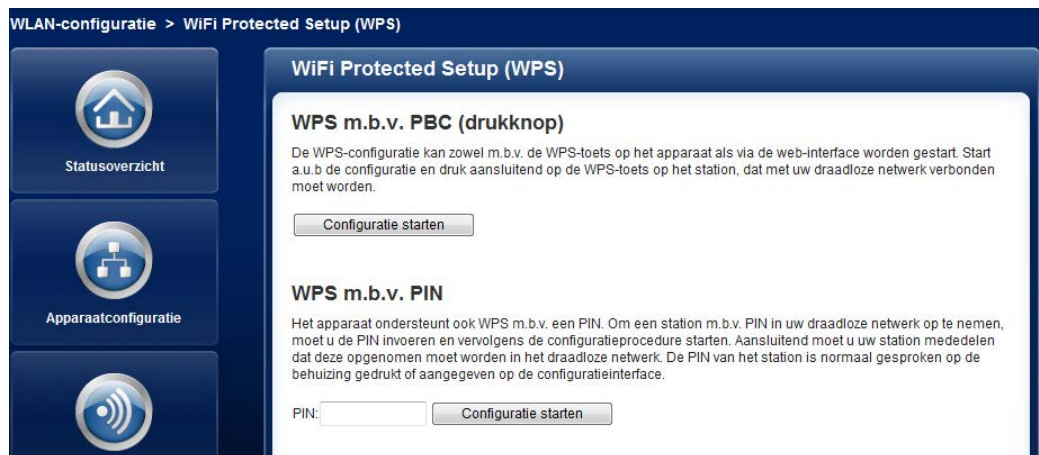 WLAN-configuratie > WiFi Protected Setup (WPS)
Statusoverzicht
Apparaatconfiguratie
WiFi Protected Setup (WPS)
WPS m.b.v. PBC (drukknop)
De WPS-configuratie kan zowel m.b.v. de WPS-toets op het apparaat als via de web-interface worden gestart. Start
a.u.b de configuratie en druk aansluitend op de WPS-toets op het station, dat met uw draadloze netwerk verbonden
moet worden.
Configuratie starten
WPS m.b.v. PIN
Het apparaat ondersteunt ook WPS m.b.v. een PIN. Om een station m.b.v. PIN in uw draadloze netwerk op te nemen,
moet u de PIN invoeren en vervolgens de configuratieprocedure starten. Aansluitend moet u uw station mededelen
dat deze opgenomen moet worden in het draadloze netwerk. De PIN van het station is normaal gesproken op de
behuizing gedrukt of aangegeven op de configuratieinterface.
PIN: Configuratie starten